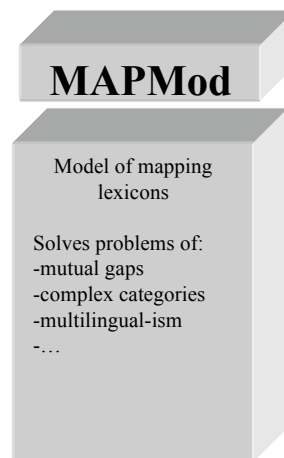 MAPMod
Model of mapping
lexicons
Solves problems of:
-mutual gaps
-complex categories
-multilingual-ism
-…